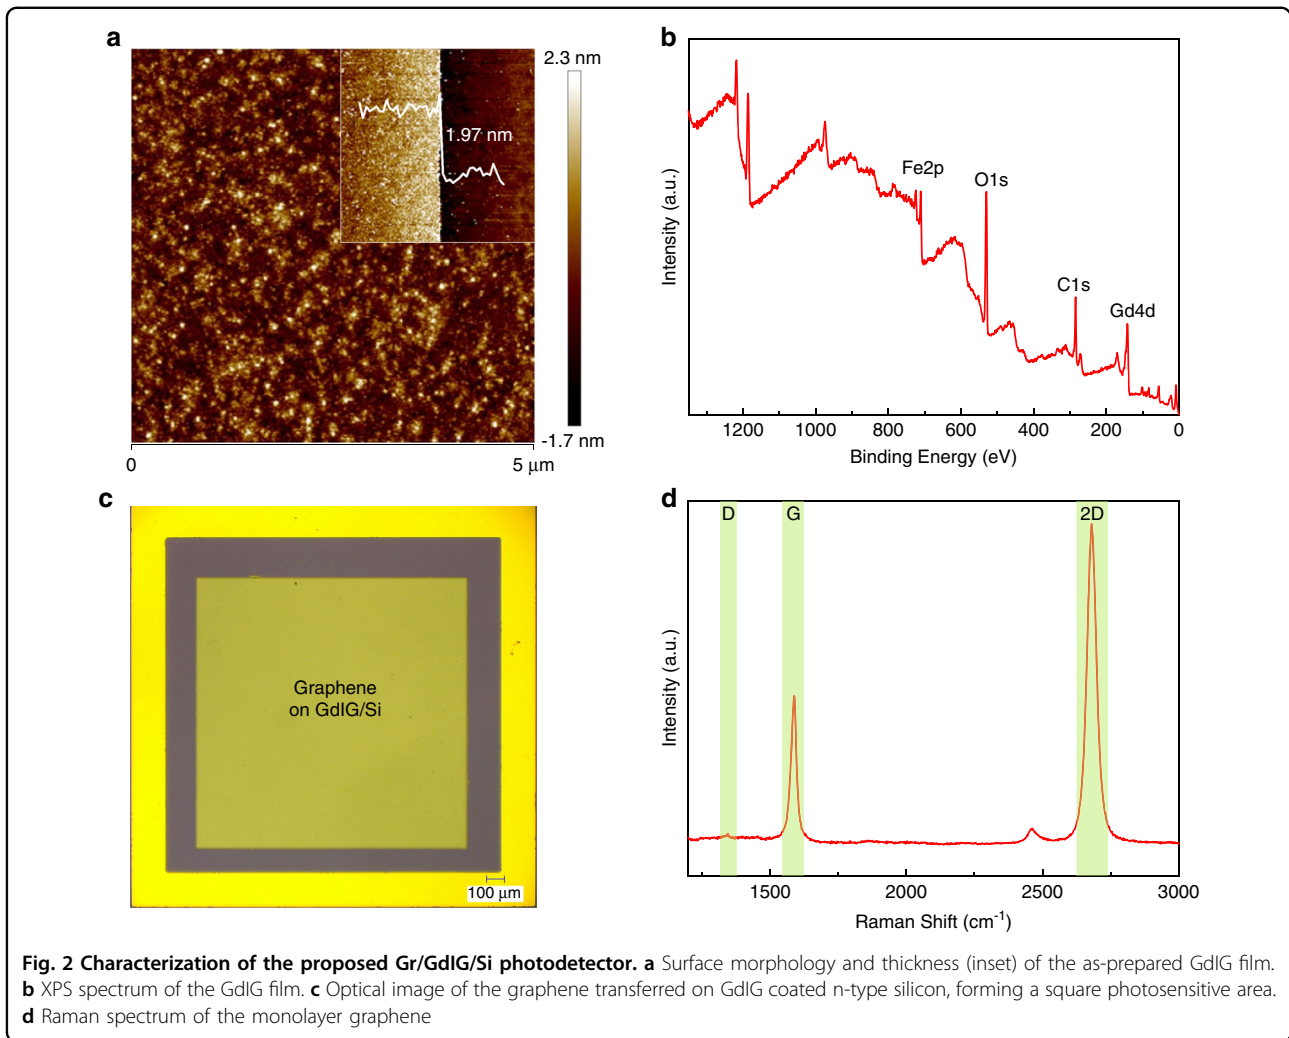 a
2.3 nm
1.97 nm
-1.7 nm
0
5 μm
b
Fe2p
O1s
C1s
Gd4d
Intensity (a.u.)
1200
1000
800
600
400
200
0
Binding Energy (eV)
c
Graphene
on GdIG/Si
100 μm
d
D
G
2D
Intensity (a.u.)
1500
2000
2500
3000
Raman Shift (cm⁻¹)
Fig. 2 Characterization of the proposed Gr/GdIG/Si photodetector. a Surface morphology and thickness (inset) of the as-prepared GdIG film.
b XPS spectrum of the GdIG film. c Optical image of the graphene transferred on GdIG coated n-type silicon, forming a square photosensitive area.
d Raman spectrum of the monolayer graphene